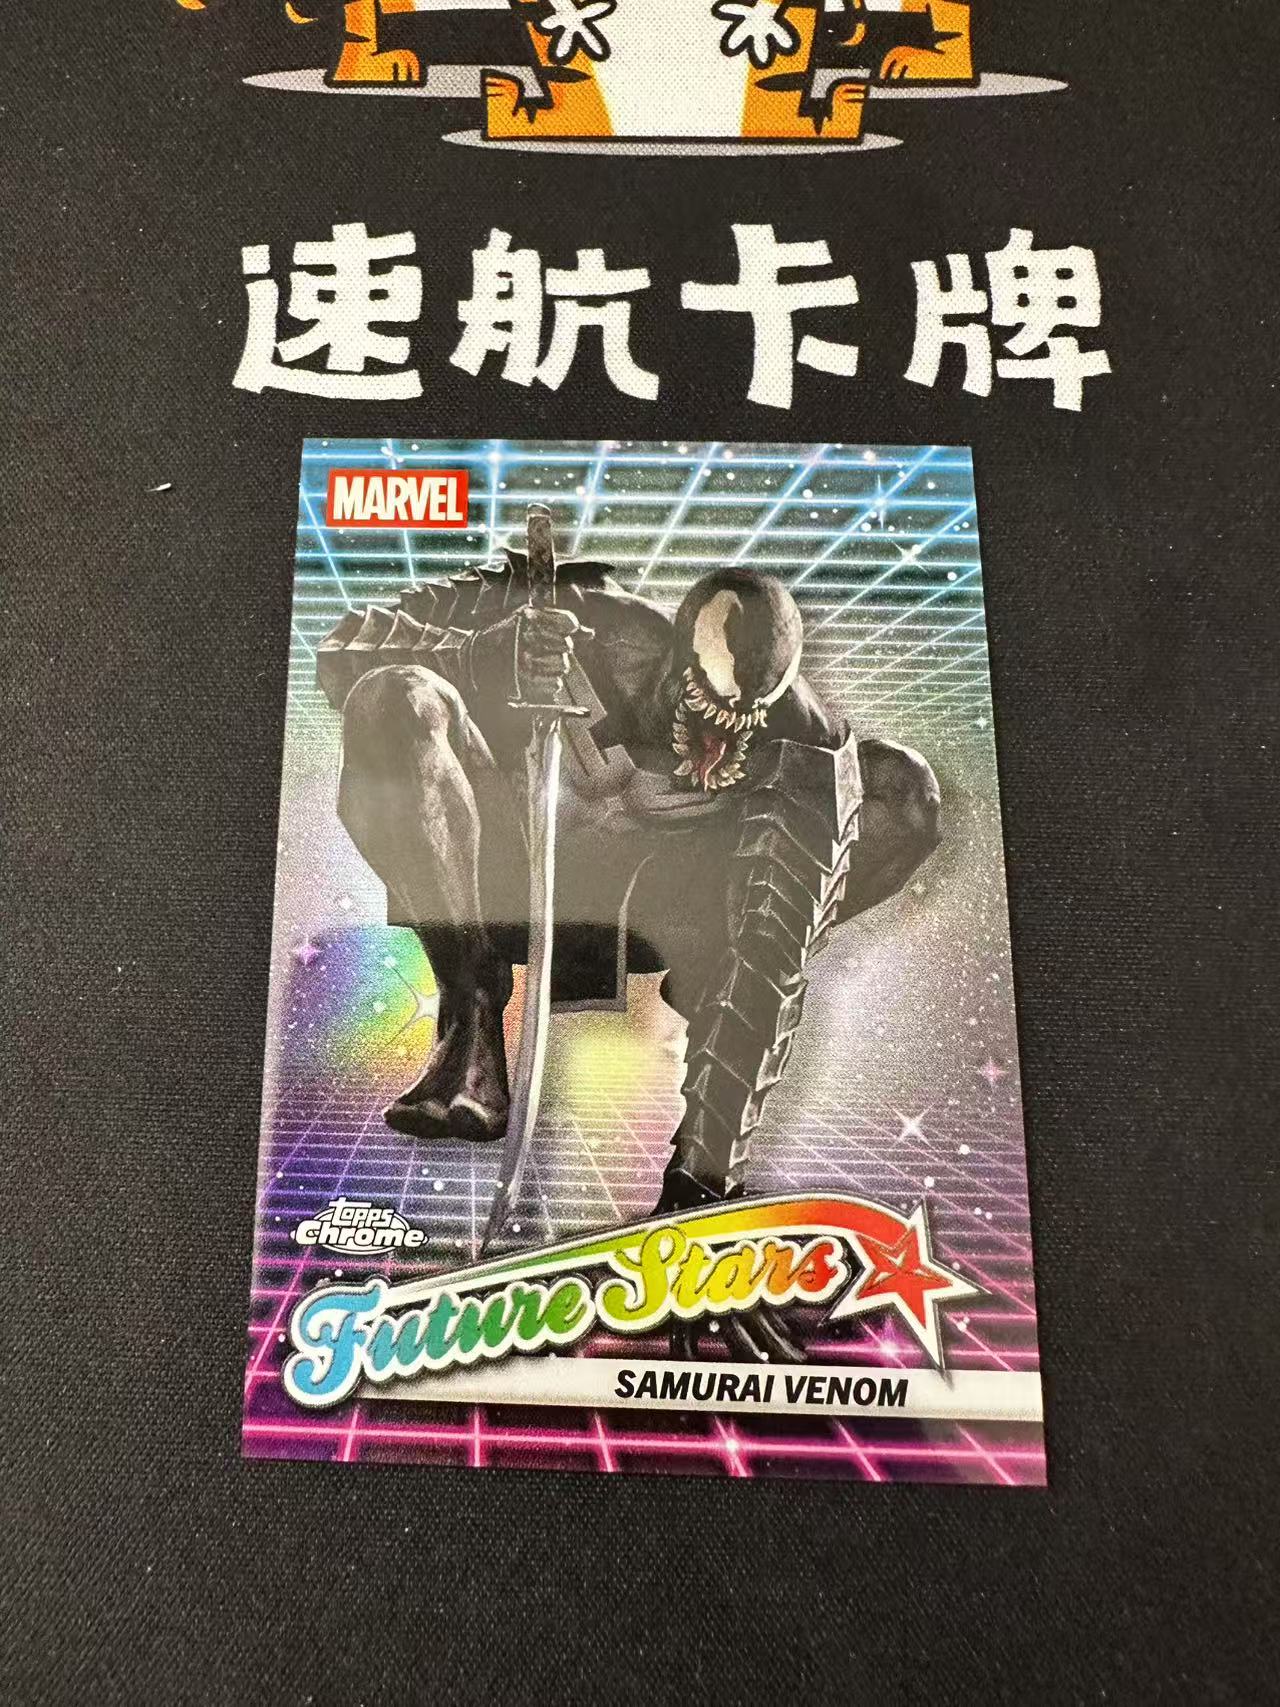 速航卡牌
MARVEL
Topps
Chrome
Future Stars
SAMURAI VENOM